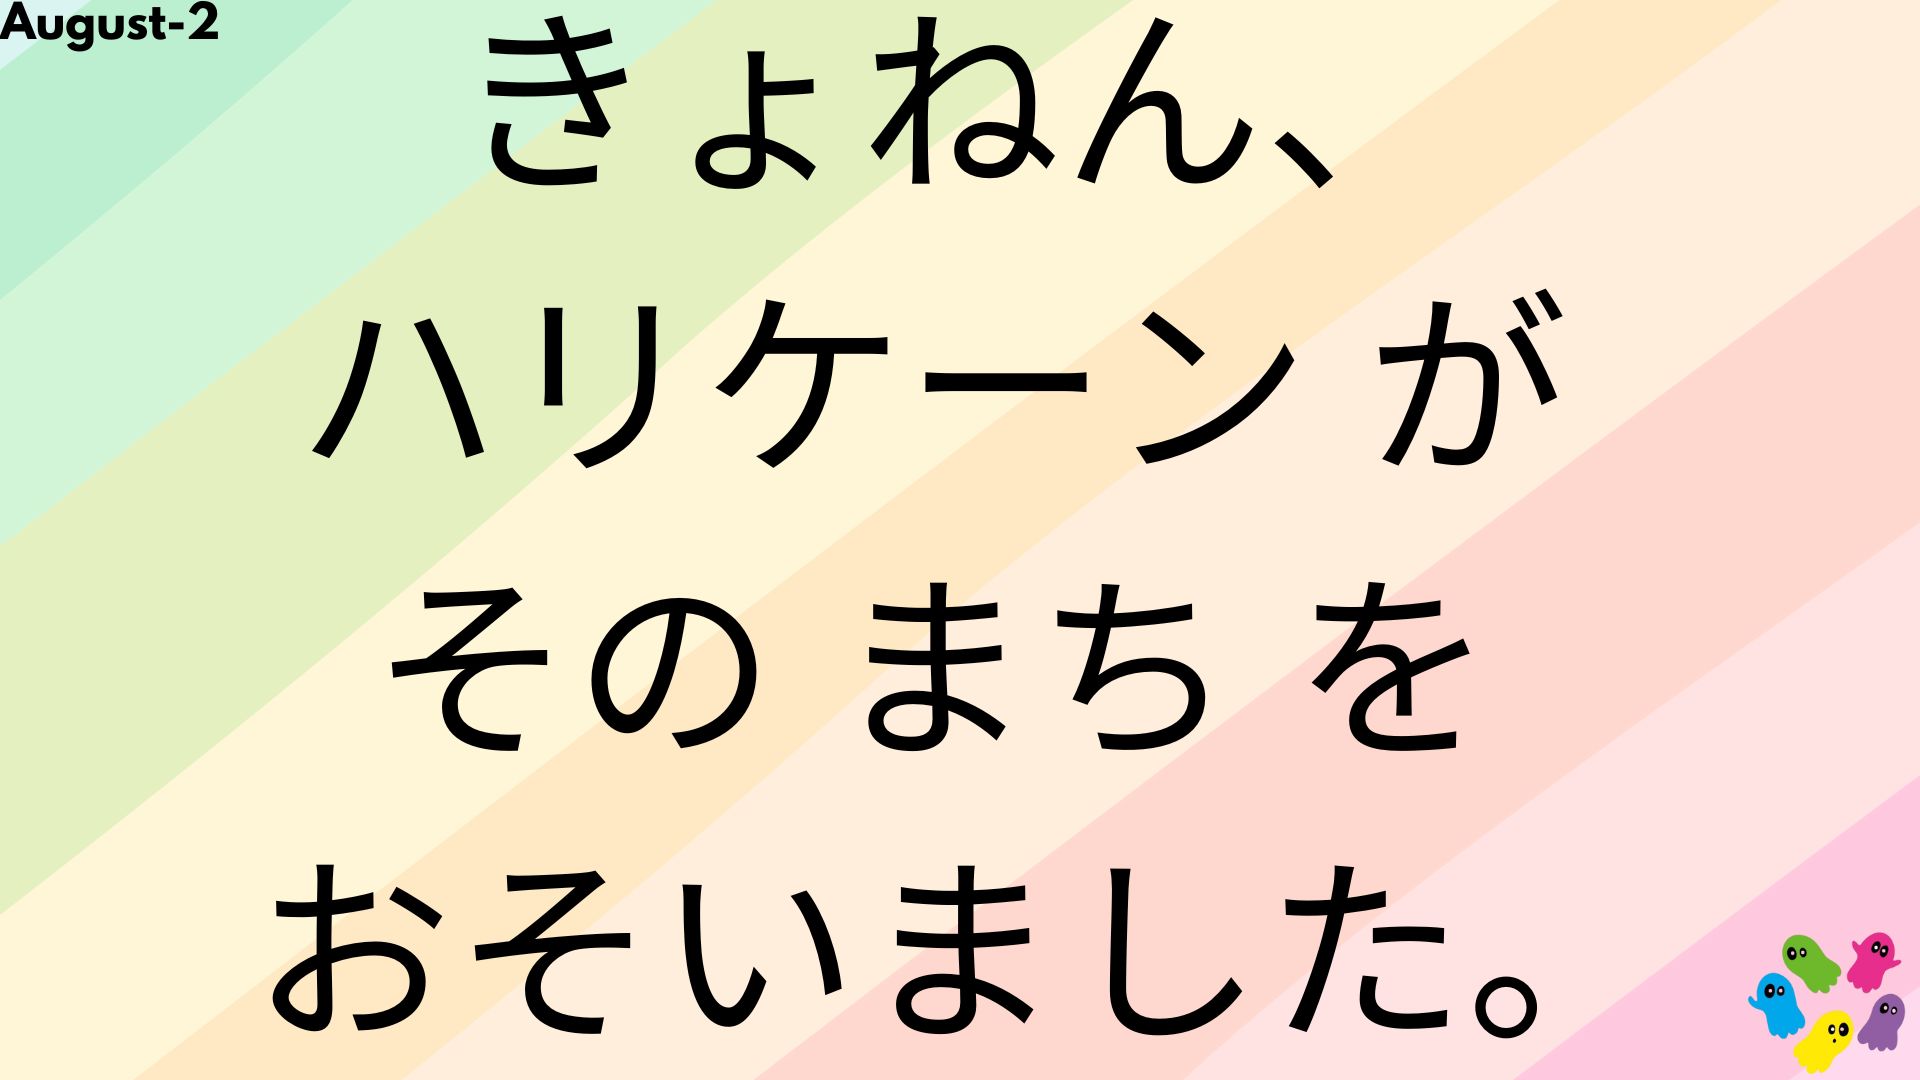 August-2
きょねん、
ハリケーン が
その まち を
おそいました。